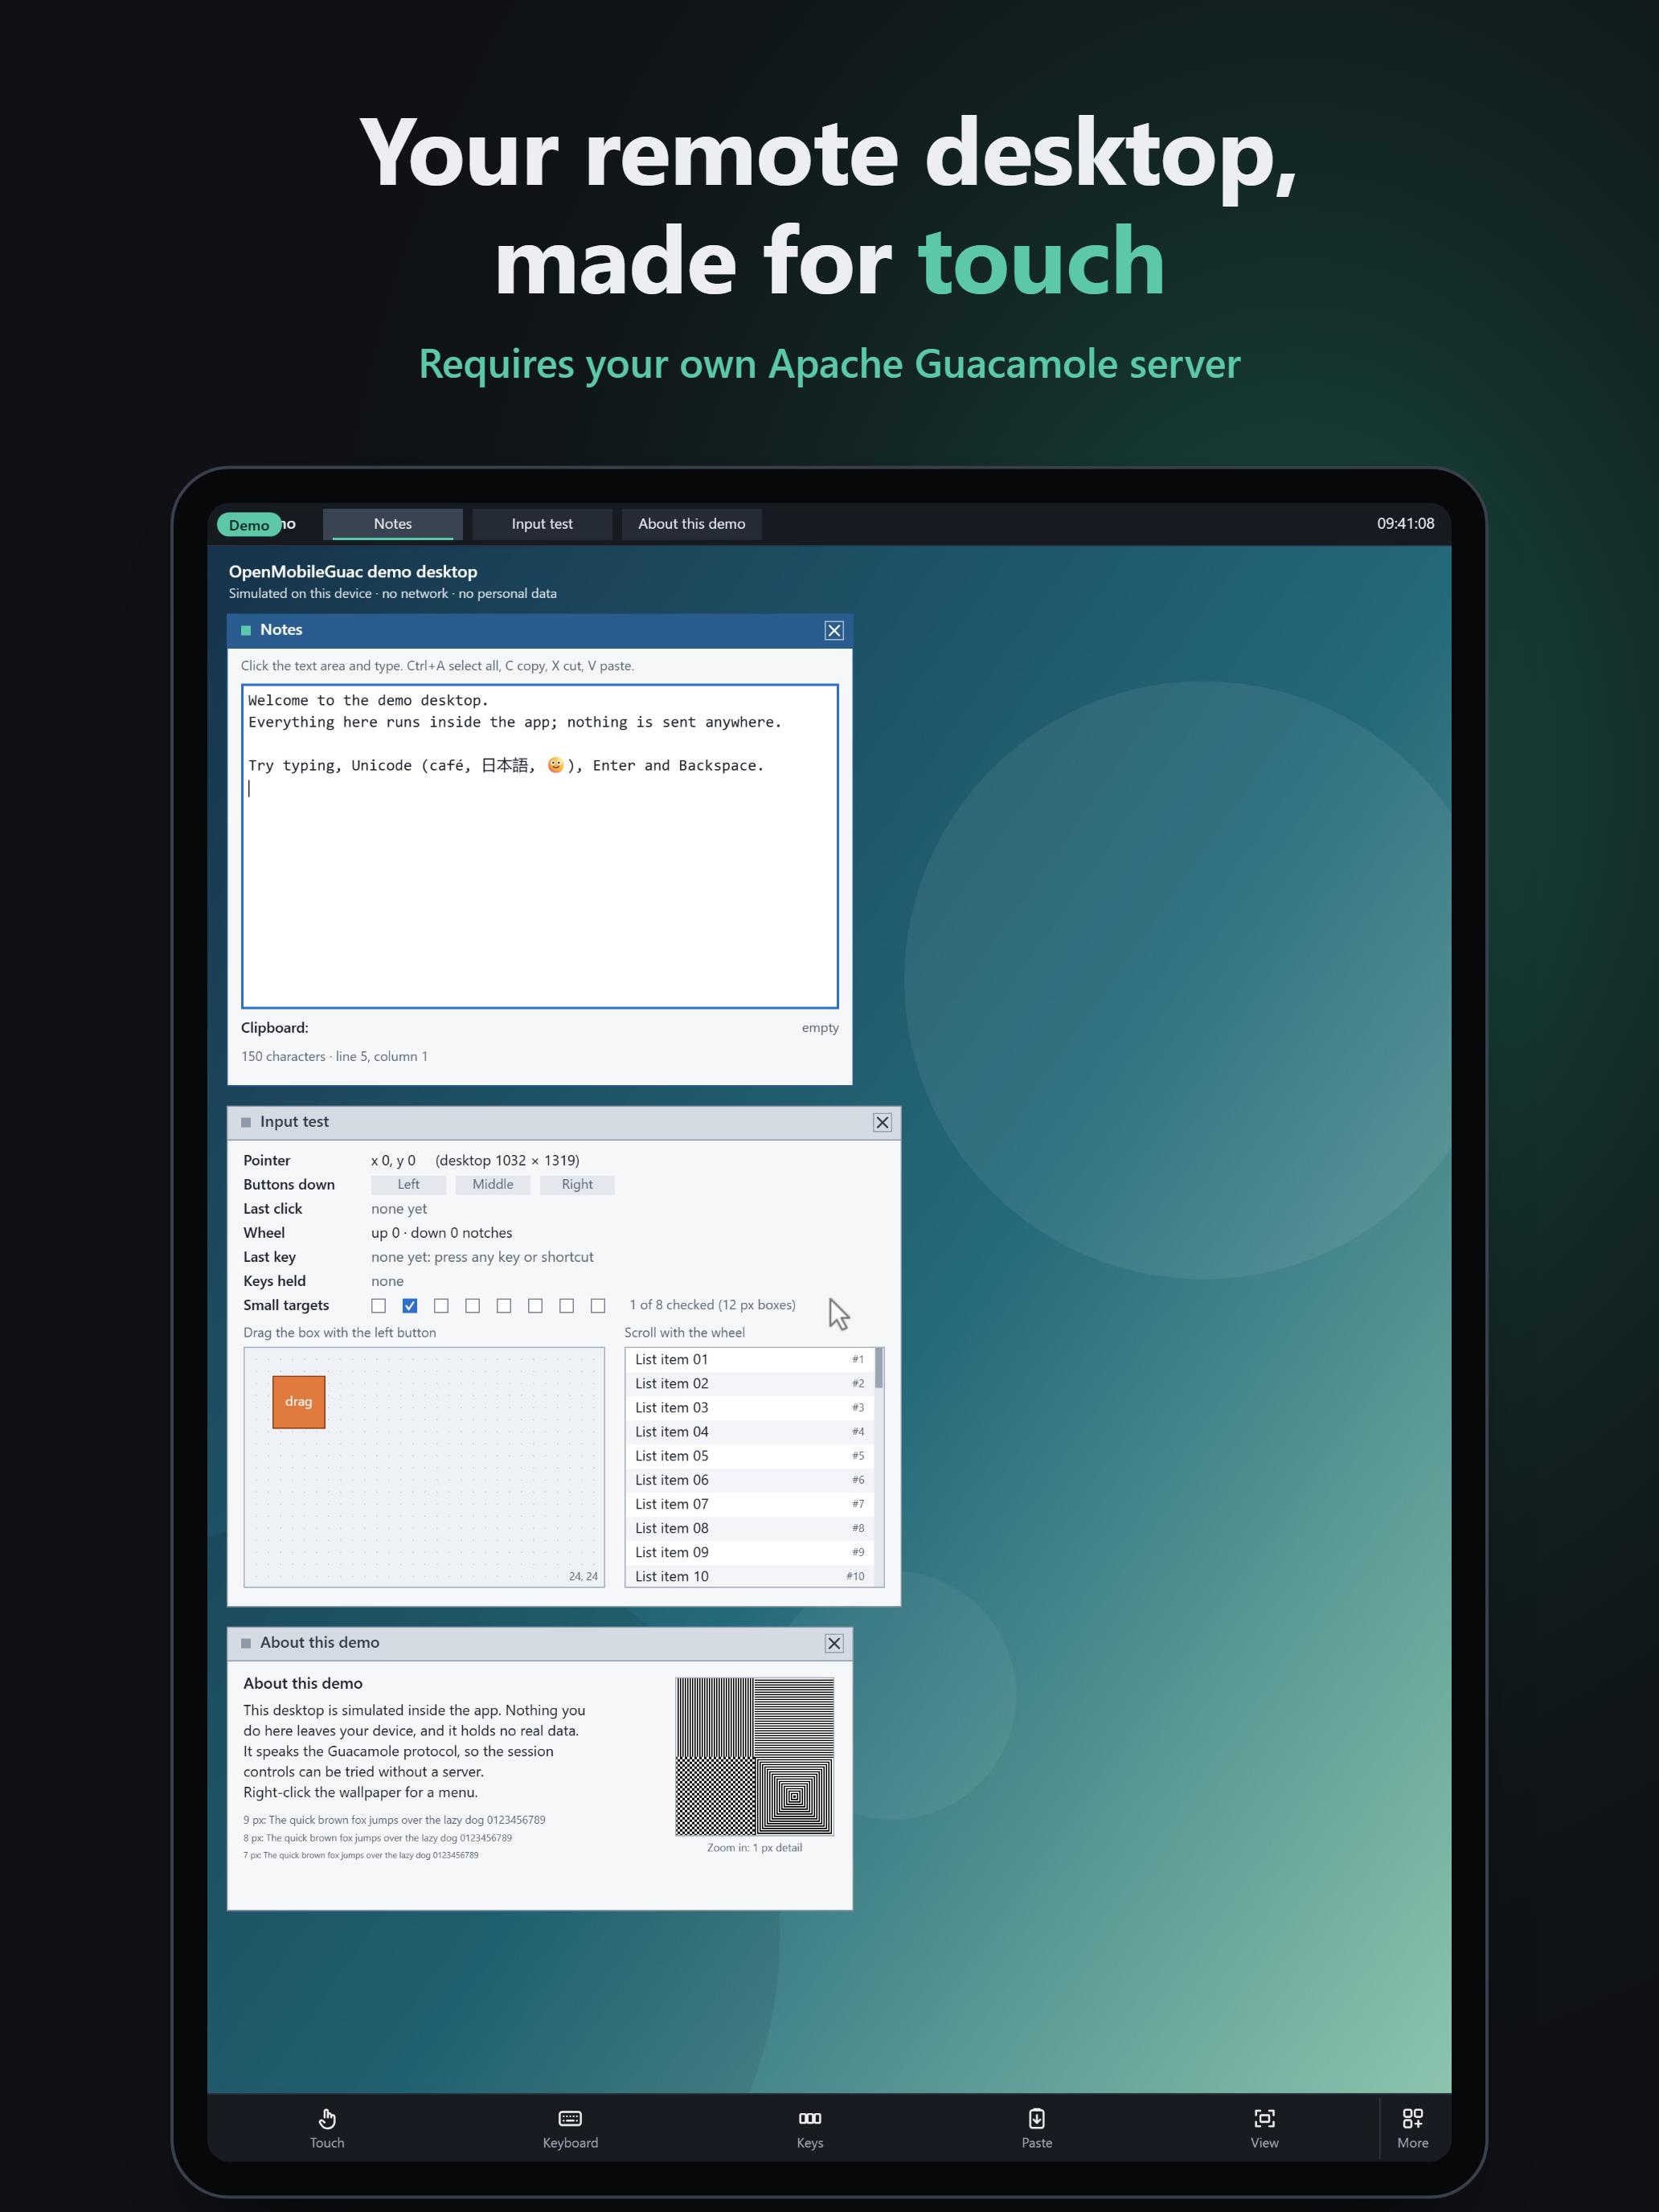 Your remote desktop,
made for touch
Requires your own Apache Guacamole server
Demo no Notes Input test About this demo 09:41:08
OpenMobileGuac demo desktop
Simulated on this device · no network · no personal data
Notes
Click the text area and type. Ctrl+A select all, C copy, X cut, V paste.
Welcome to the demo desktop.
Everything here runs inside the app; nothing is sent anywhere.
Try typing, Unicode (café, 日本語, 😀), Enter and Backspace.
Clipboard: empty
150 characters · line 5, column 1
Input test
Pointer x 0, y 0 (desktop 1032 × 1319)
Buttons down Left Middle Right
Last click none yet
Wheel up 0 · down 0 notches
Last key none yet: press any key or shortcut
Keys held none
Small targets 1 of 8 checked (12 px boxes)
Drag the box with the left button Scroll with the wheel
drag
24, 24
List item 01 #1
List item 02 #2
List item 03 #3
List item 04 #4
List item 05 #5
List item 06 #6
List item 07 #7
List item 08 #8
List item 09 #9
List item 10 #10
About this demo
About this demo
This desktop is simulated inside the app. Nothing you
do here leaves your device, and it holds no real data.
It speaks the Guacamole protocol, so the session
controls can be tried without a server.
Right-click the wallpaper for a menu.
9 px: The quick brown fox jumps over the lazy dog 0123456789
8 px: The quick brown fox jumps over the lazy dog 0123456789
7 px: The quick brown fox jumps over the lazy dog 0123456789
Zoom in: 1 px detail
Touch Keyboard Keys Paste View More